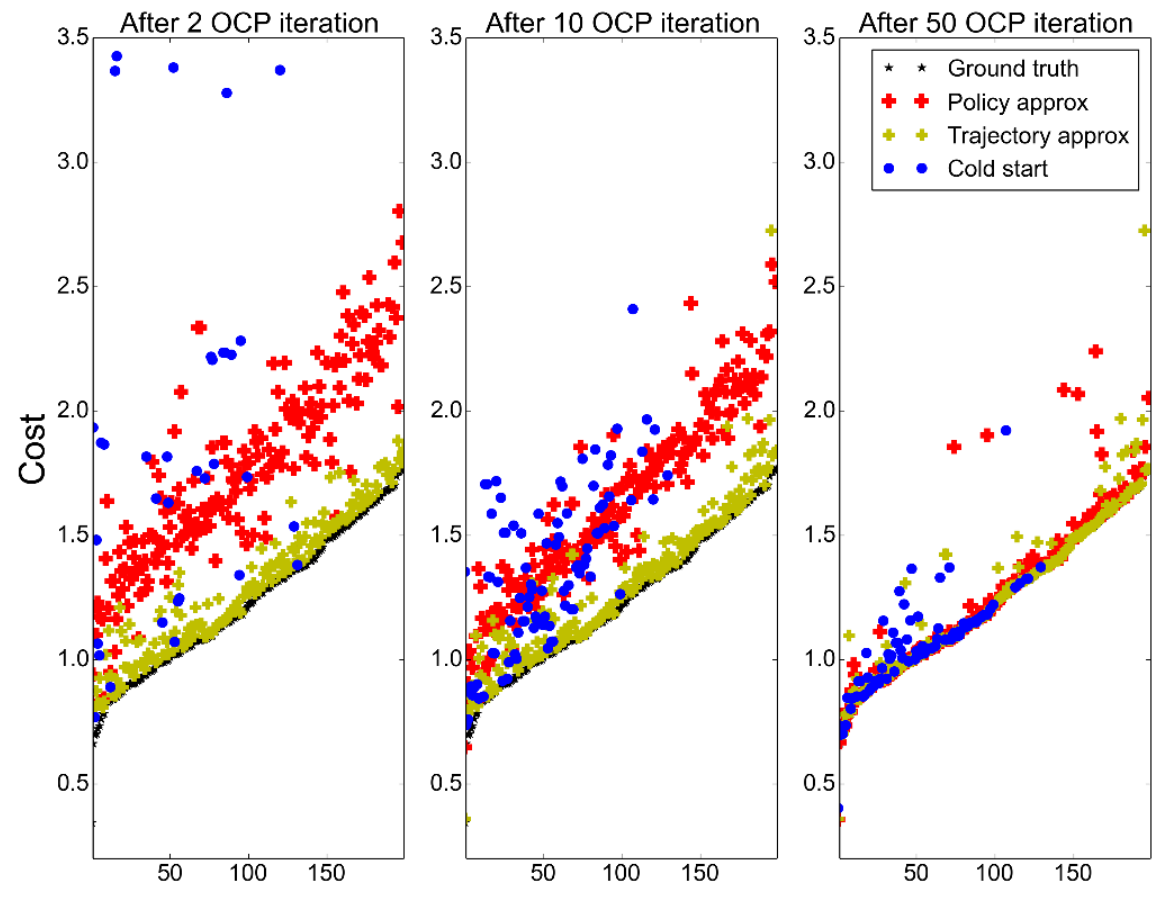 After 2 OCP iteration
After 10 OCP iteration
After 50 OCP iteration
Cost
3.5
3.0
2.5
2.0
1.5
1.0
0.5
50 100 150
3.5
3.0
2.5
2.0
1.5
1.0
0.5
50 100 150
3.5
3.0
2.5
2.0
1.5
1.0
0.5
50 100 150
Ground truth
Policy approx
Trajectory approx
Cold start